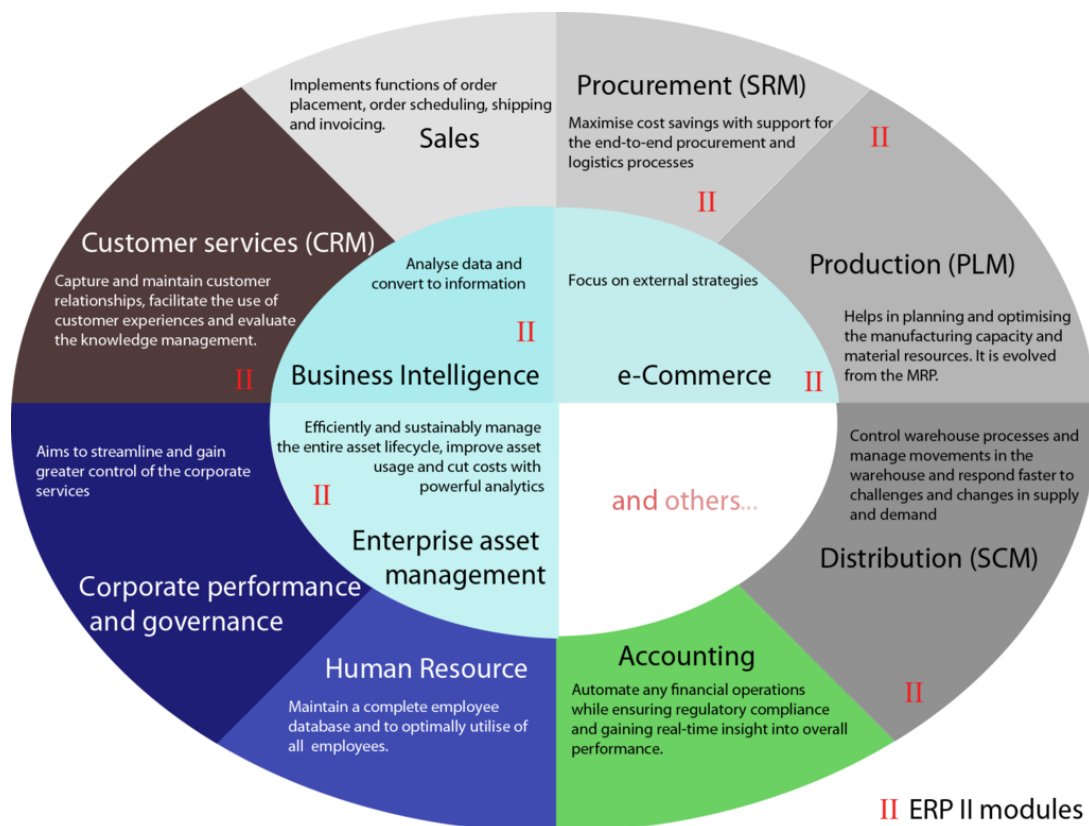 Implements functions of order
placement, order scheduling, shipping
and invoicing.
Sales
Procurement (SRM)
Maximise cost savings with support for
the end-to-end procurement and
logistics processes
II
II
Production (PLM)
Helps in planning and optimising
the manufacturing capacity and
material resources. It is evolved
from the MRP.
Customer services (CRM)
Capture and maintain customer
relationships, facilitate the use of
customer experiences and evaluate
the knowledge management.
II
Analyse data and
convert to information
II
Business Intelligence
Focus on external strategies
e-Commerce
II
Aims to streamline and gain
greater control of the corporate
services
Corporate performance
and governance
Efficiently and sustainably manage
the entire asset lifecycle, improve asset
usage and cut costs with
powerful analytics
II
Enterprise asset
management
and others...
Control warehouse processes and
manage movements in the
warehouse and respond faster to
challenges and changes in supply
and demand
Distribution (SCM)
II
Human Resource
Maintain a complete employee
database and to optimally utilise of
all employees.
Accounting
Automate any financial operations
while ensuring regulatory compliance
and gaining real-time insight into overall
performance.
II ERP II modules